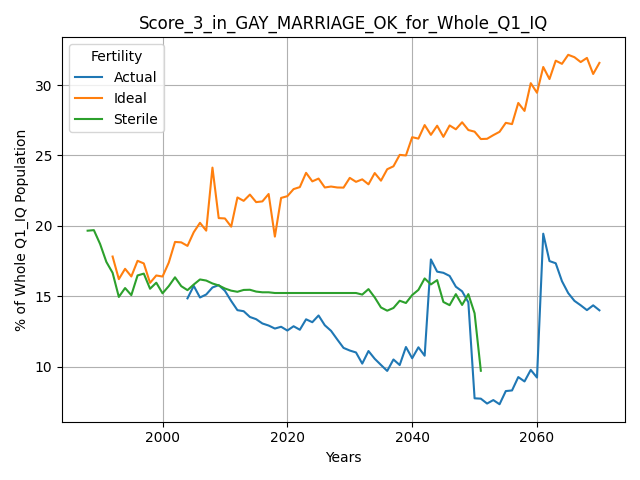 Score_3_in_GAY_MARRIAGE_OK_for_Whole_Q1_IQ
Fertility
Actual
Ideal
Sterile
% of Whole Q1_IQ Population
30
25
20
15
10
2000
2020
2040
2060
Years